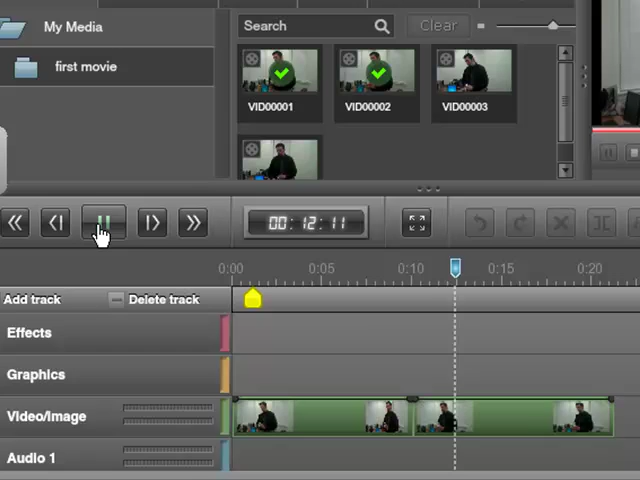 My Media
Search
Clear
first movie
VID00001
VID00002
VID00003
00:12:11
0:00
0:05
0:10
0:15
0:20
Add track
Delete track
Effects
Graphics
Video/Image
Audio 1